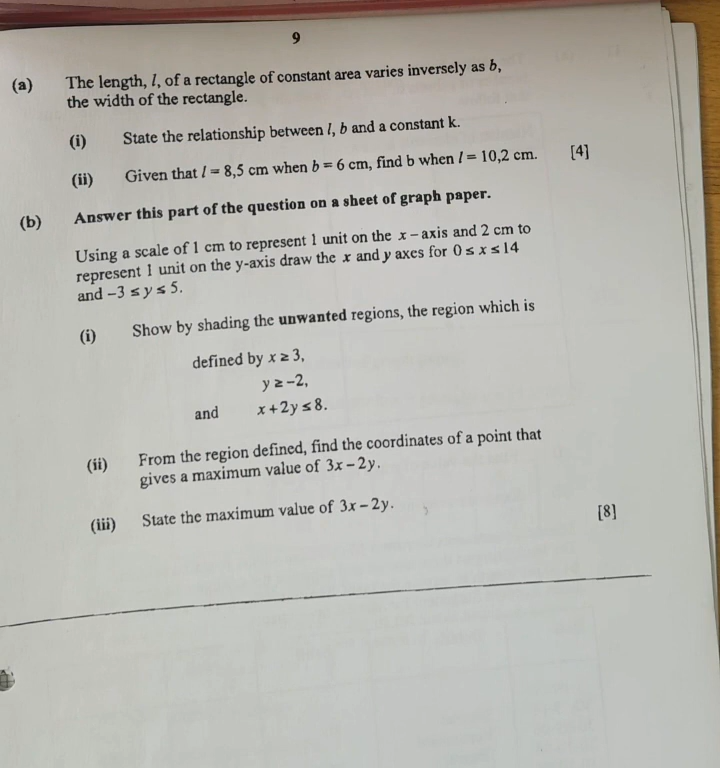 9
(a) The length, l, of a rectangle of constant area varies inversely as b,
the width of the rectangle.
(i) State the relationship between l, b and a constant k.
(ii) Given that l = 8,5 cm when b = 6 cm, find b when l = 10,2 cm. [4]
(b) Answer this part of the question on a sheet of graph paper.
Using a scale of 1 cm to represent 1 unit on the x – axis and 2 cm to
represent 1 unit on the y-axis draw the x and y axes for 0 ≤ x ≤ 14
and –3 ≤ y ≤ 5.
(i) Show by shading the unwanted regions, the region which is
defined by x ≥ 3,
y ≥ –2,
and x + 2y ≤ 8.
(ii) From the region defined, find the coordinates of a point that
gives a maximum value of 3x – 2y.
(iii) State the maximum value of 3x – 2y.
[8]